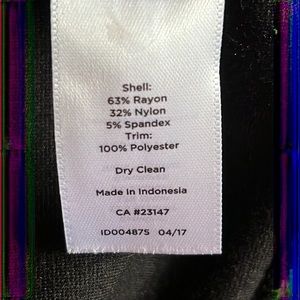 Shell:
63% Rayon
32% Nylon
5% Spandex
Trim:
100% Polyester
Dry Clean
Made In Indonesia
CA #23147
ID004875 04/17